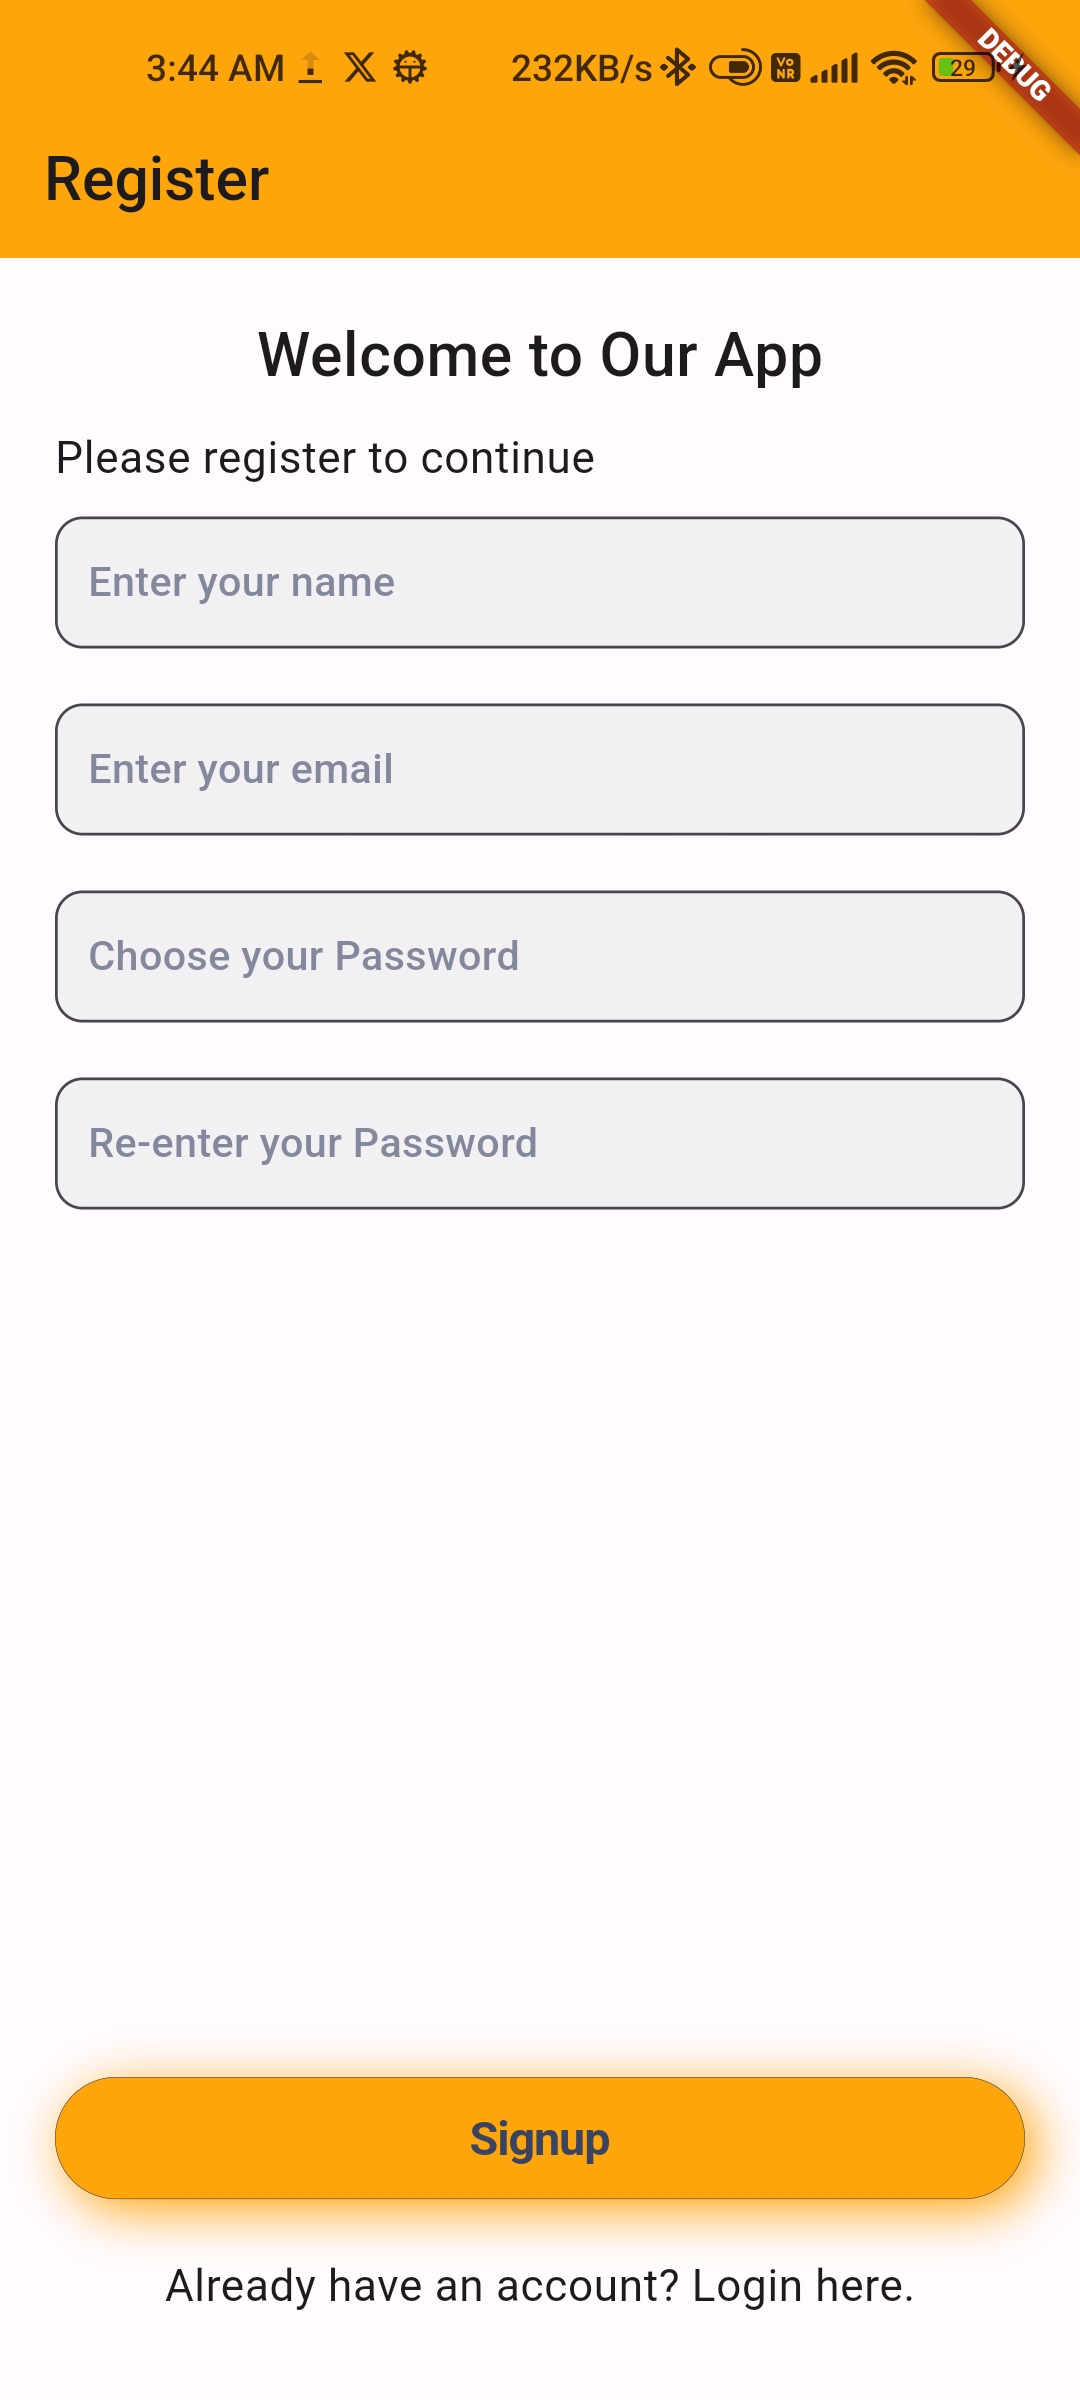 3:44 AM 232KB/s VoNR 29
DEBUG
Register
Welcome to Our App
Please register to continue
Enter your name
Enter your email
Choose your Password
Re-enter your Password
Signup
Already have an account? Login here.